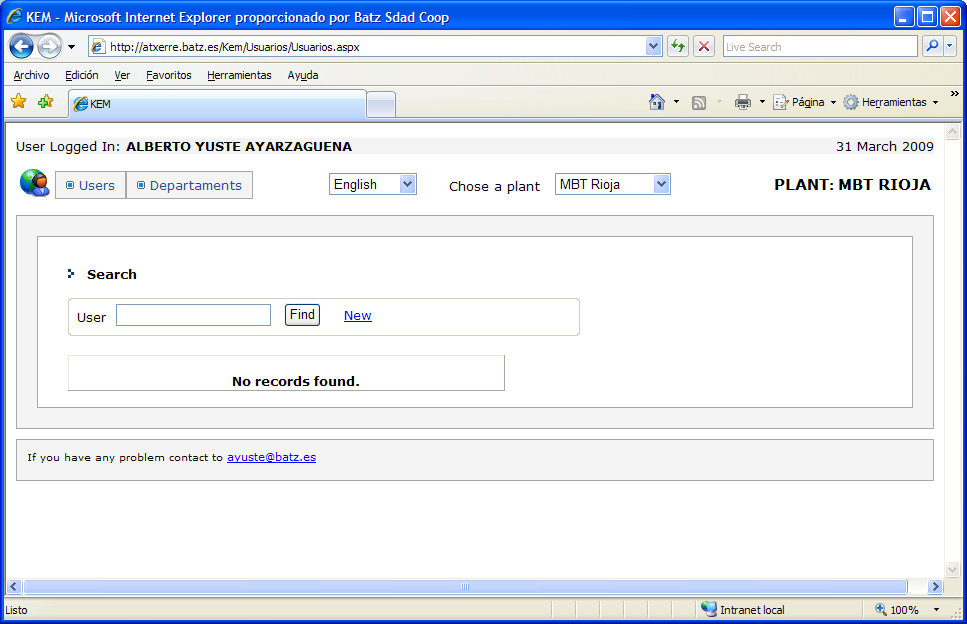 KEM - Microsoft Internet Explorer proporcionado por Batz Sdad Coop
http://atxerre.batz.es/Kem/Usuarios/Usuarios.aspx
Live Search
Archivo Edición Ver Favoritos Herramientas Ayuda
KEM
Página
Herramientas
User Logged In: ALBERTO YUSTE AYARZAGUENA
31 March 2009
Users
Departaments
English
Chose a plant
MBT Rioja
PLANT: MBT RIOJA
Search
User
Find
New
No records found.
If you have any problem contact to ayuste@batz.es
Listo
Intranet local
100%